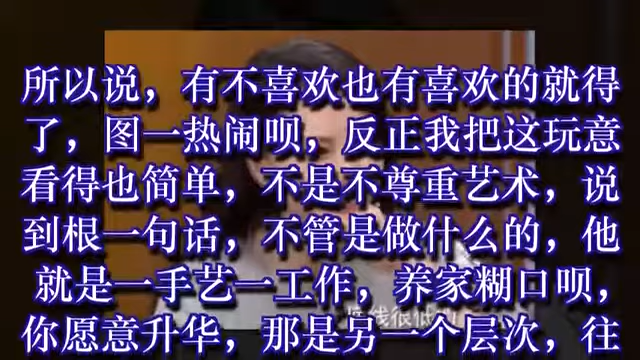 所以说，有不喜欢也有喜欢的就得
了，图一热闹呗，反正我把这玩意
看得也简单，不是不尊重艺术，说
到根一句话，不管是做什么的，他
就是一手艺一工作，养家糊口呗，
线很低
你愿意升华，那是另一个层次，往